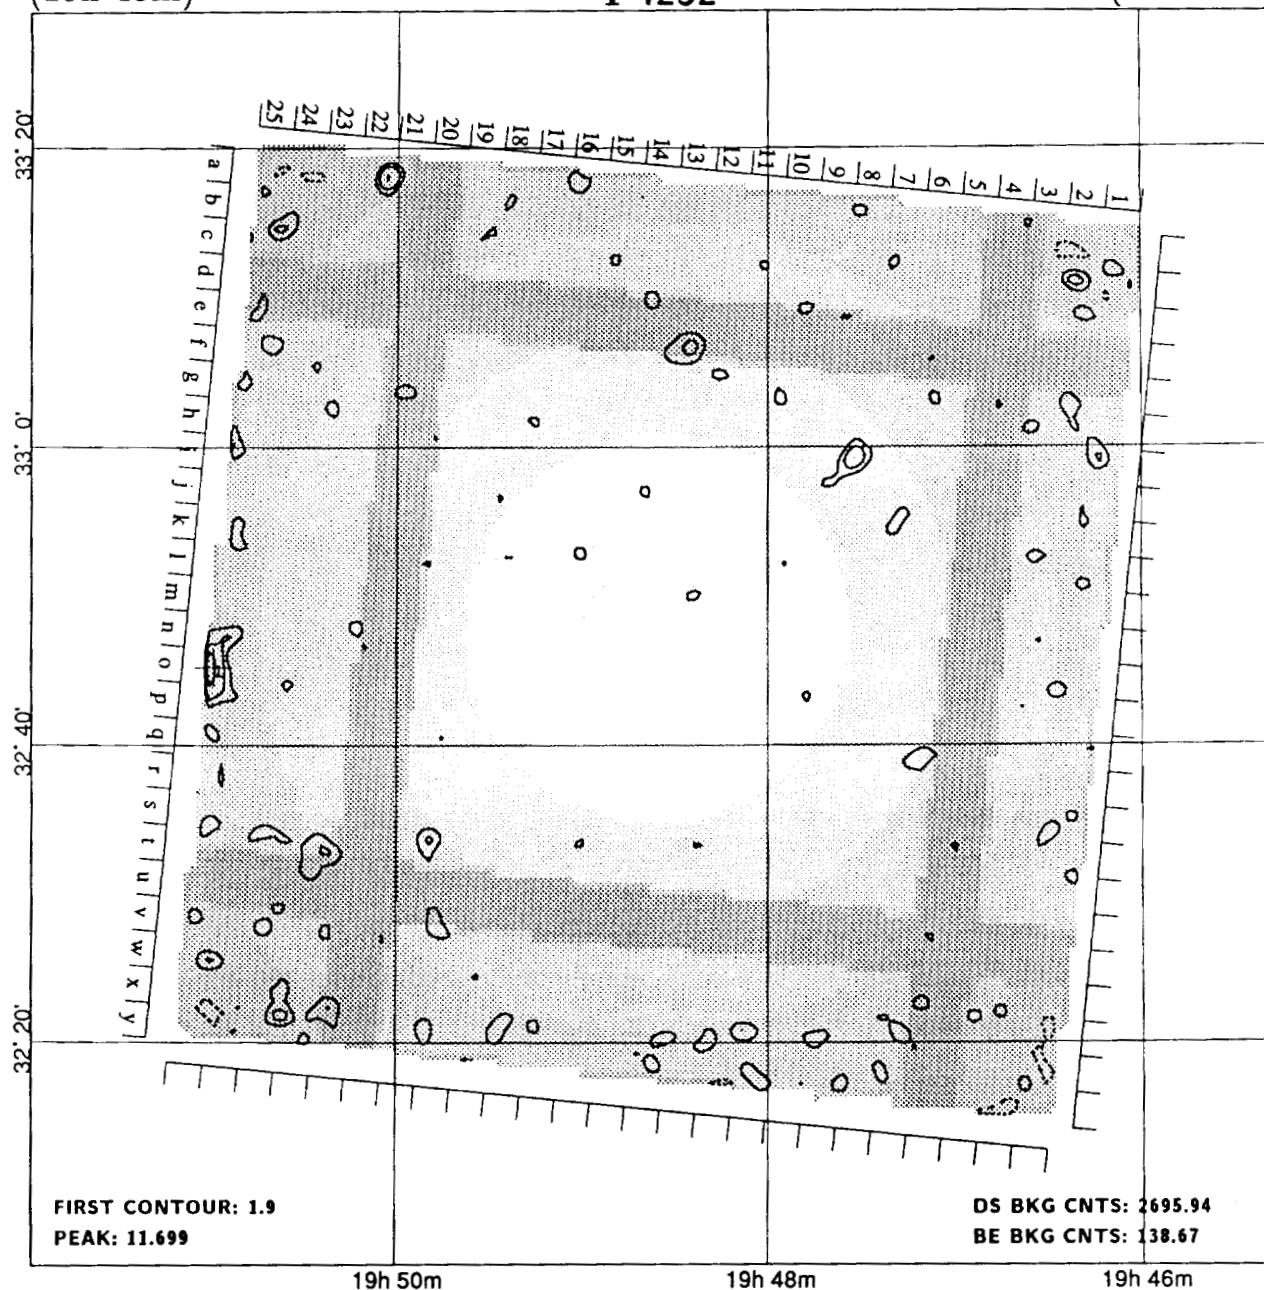 25 24 23 22 21 20 19 18 17 16 15 14 13 12 11 10 9 8 7 6 5 4 3 2 1
33° 20'
a b c d e f g h i j k l m n o p q r s t u v w x y
33° 0'
32° 40'
32° 20'
FIRST CONTOUR: 1.9
PEAK: 11.699
DS BKG CNTS: 2695.94
BE BKG CNTS: 138.67
19h 50m 19h 48m 19h 46m